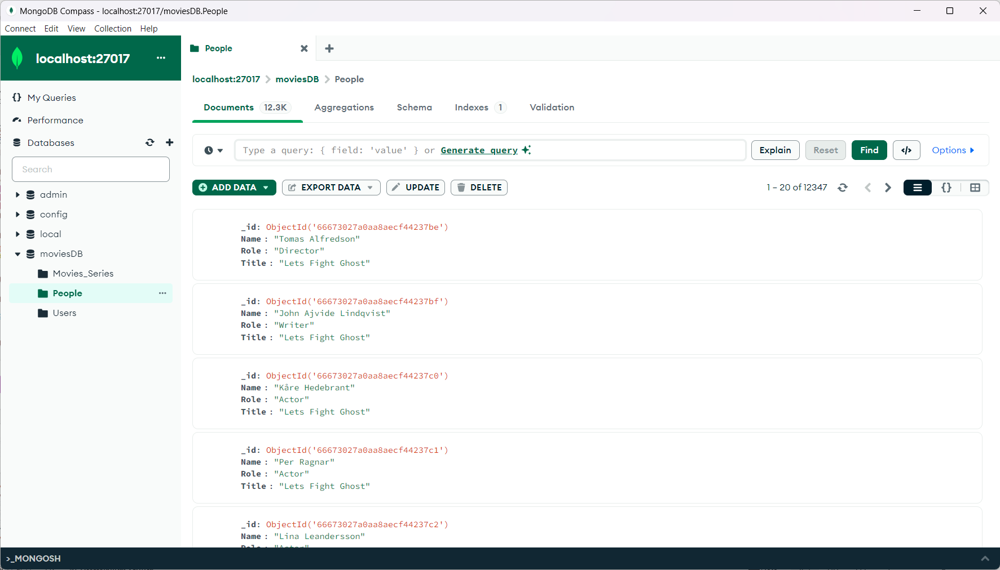 MongoDB Compass - localhost:27017/moviesDB.People
Connect Edit View Collection Help
localhost:27017 ···
People
localhost:27017 > moviesDB > People
{} My Queries
Documents 12.3K Aggregations Schema Indexes 1 Validation
Performance
Databases
Type a query: { field: 'value' } or Generate query
Explain Reset Find </> Options
Search
ADD DATA EXPORT DATA UPDATE DELETE
1 – 20 of 12347 {}
admin
config
local
moviesDB
Movies_Series
People ···
Users
_id: ObjectId('66673027a0aa8aecf44237be')
Name : "Tomas Alfredson"
Role : "Director"
Title : "Lets Fight Ghost"
_id: ObjectId('66673027a0aa8aecf44237bf')
Name : "John Ajvide Lindqvist"
Role : "Writer"
Title : "Lets Fight Ghost"
_id: ObjectId('66673027a0aa8aecf44237c0')
Name : "Kåre Hedebrant"
Role : "Actor"
Title : "Lets Fight Ghost"
_id: ObjectId('66673027a0aa8aecf44237c1')
Name : "Per Ragnar"
Role : "Actor"
Title : "Lets Fight Ghost"
_id: ObjectId('66673027a0aa8aecf44237c2')
Name : "Lina Leandersson"
Role : "Actor"
>_MONGOSH